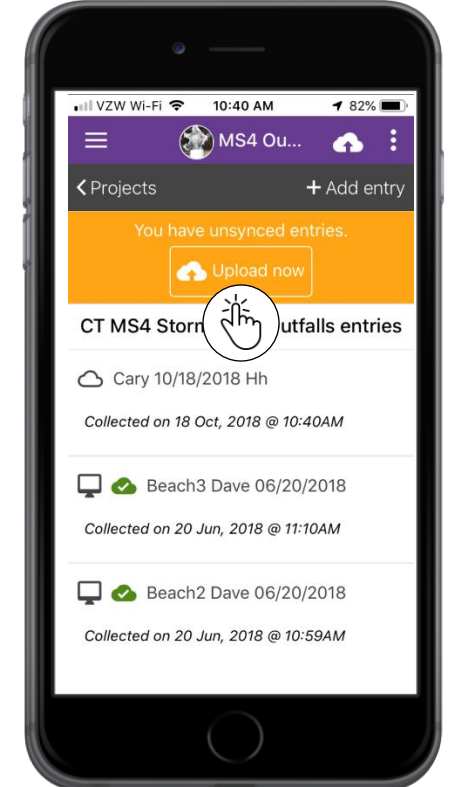 VZW Wi-Fi 10:40 AM 82%
MS4 Ou...
Projects + Add entry
You have unsynced entries.
Upload now
CT MS4 Stor utfalls entries
Cary 10/18/2018 Hh
Collected on 18 Oct, 2018 @ 10:40AM
Beach3 Dave 06/20/2018
Collected on 20 Jun, 2018 @ 11:10AM
Beach2 Dave 06/20/2018
Collected on 20 Jun, 2018 @ 10:59AM